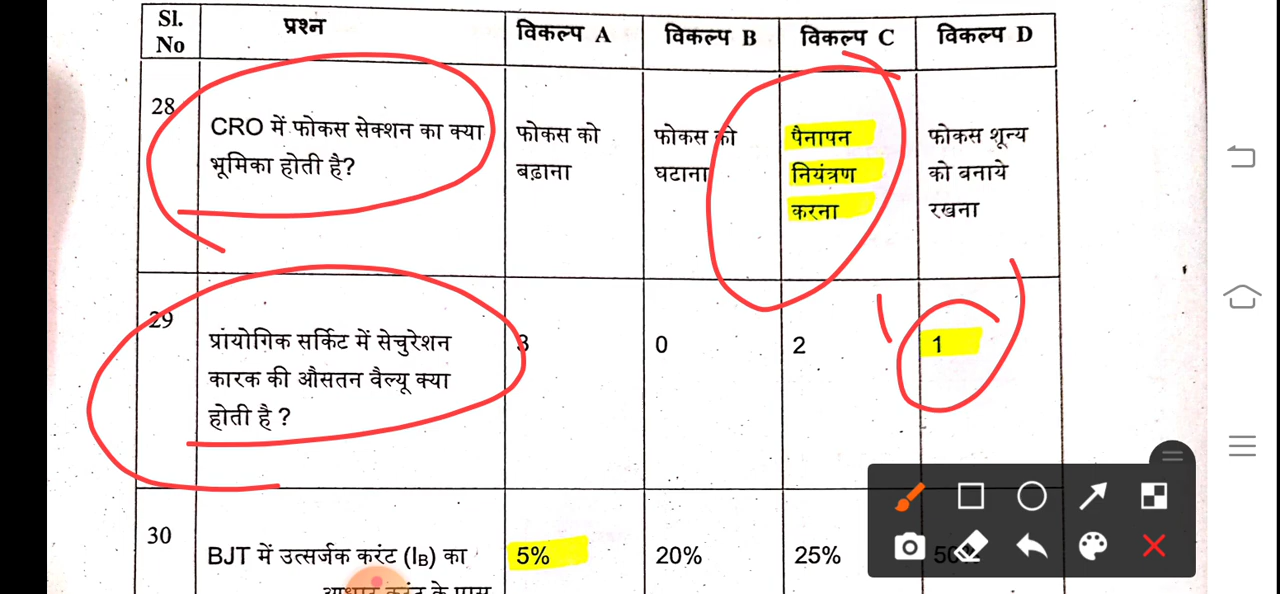 Sl. No प्रश्न विकल्प A विकल्प B विकल्प C विकल्प D
28
CRO में फोकस सेक्शन का क्या भूमिका होती है?
फोकस को बढ़ाना
फोकस को घटाना
पैनापन नियंत्रण करना
फोकस शून्य को बनाये रखना
29
प्रांयोगिक सर्किट में सेचुरेशन कारक की औसतन वैल्यू क्या होती है ?
3
0
2
1
30
BJT में उत्सर्जक करंट (IB) का
5%
20%
25%
50%